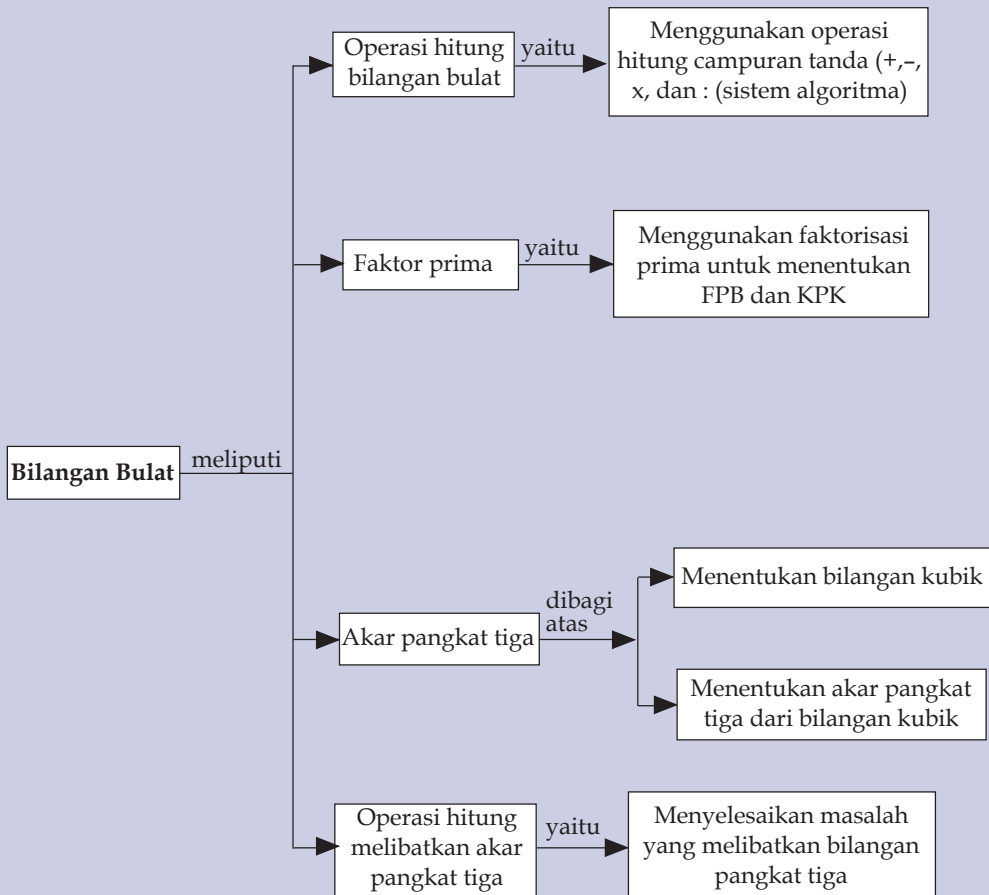 Operasi hitung
bilangan bulat
yaitu
Menggunakan operasi
hitung campuran tanda (+,–,
x, dan : (sistem algoritma)
Faktor prima
yaitu
Menggunakan faktorisasi
prima untuk menentukan
FPB dan KPK
Bilangan Bulat
meliputi
Akar pangkat tiga
dibagi
atas
Menentukan bilangan kubik
Menentukan akar pangkat
tiga dari bilangan kubik
Operasi hitung
melibatkan akar
pangkat tiga
yaitu
Menyelesaikan masalah
yang melibatkan bilangan
pangkat tiga